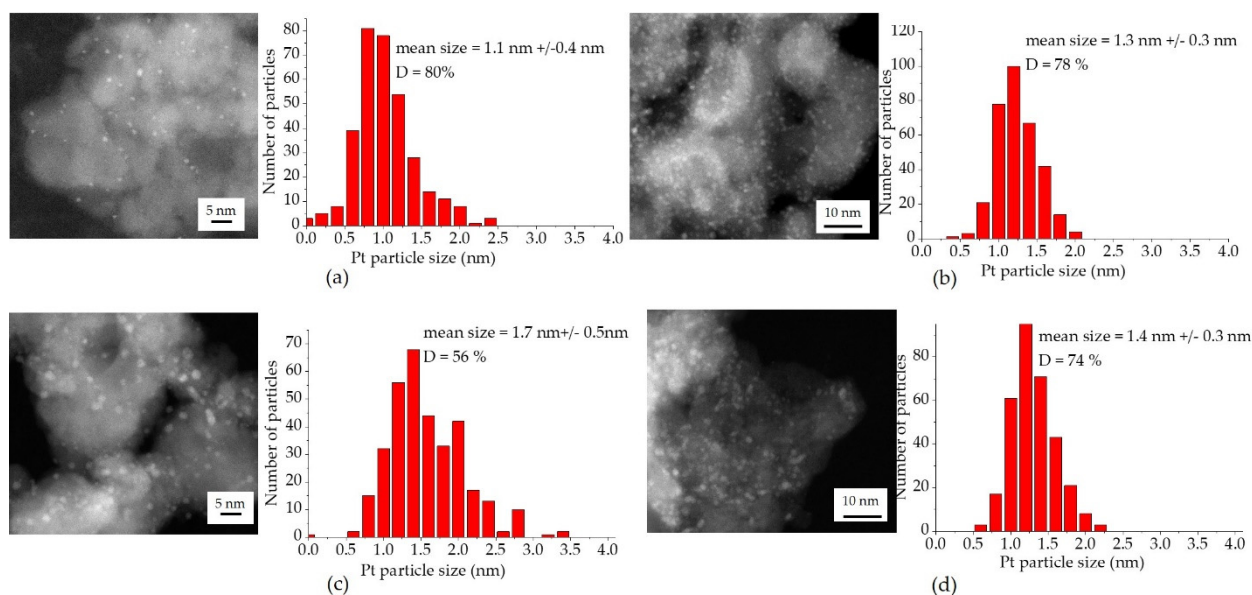 80
70
60
50
40
30
20
10
0
Number of particles
mean size = 1.1 nm +/-0.4 nm
D = 80%
0.0 0.5 1.0 1.5 2.0 2.5 3.0 3.5 4.0
Pt particle size (nm)
5 nm
(a)
120
100
80
60
40
20
0
Number of particles
mean size = 1.3 nm +/- 0.3 nm
D = 78 %
0.0 0.5 1.0 1.5 2.0 2.5 3.0 3.5 4.0
Pt particle size (nm)
10 nm
(b)
70
60
50
40
30
20
10
0
Number of particles
mean size = 1.7 nm+/- 0.5nm
D = 56 %
0.0 0.5 1.0 1.5 2.0 2.5 3.0 3.5 4.0
Pt particle size (nm)
5 nm
(c)
80
60
40
20
0
Number of particles
mean size = 1.4 nm +/- 0.3 nm
D = 74 %
0.0 0.5 1.0 1.5 2.0 2.5 3.0 3.5 4.0
Pt particle size (nm)
10 nm
(d)